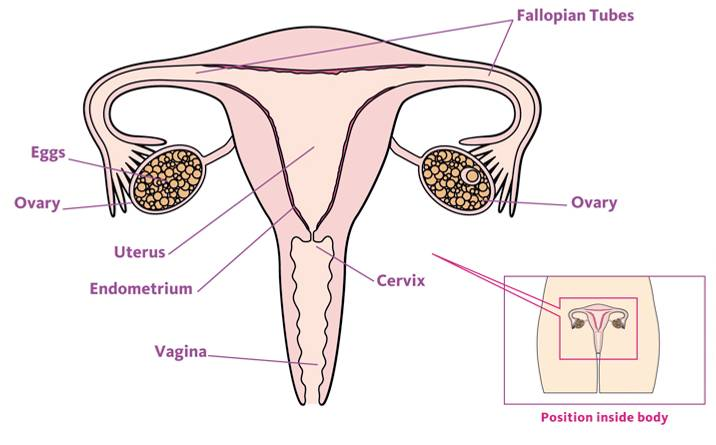 Fallopian Tubes
Eggs
Ovary
Ovary
Uterus
Endometrium
Cervix
Vagina
Position inside body